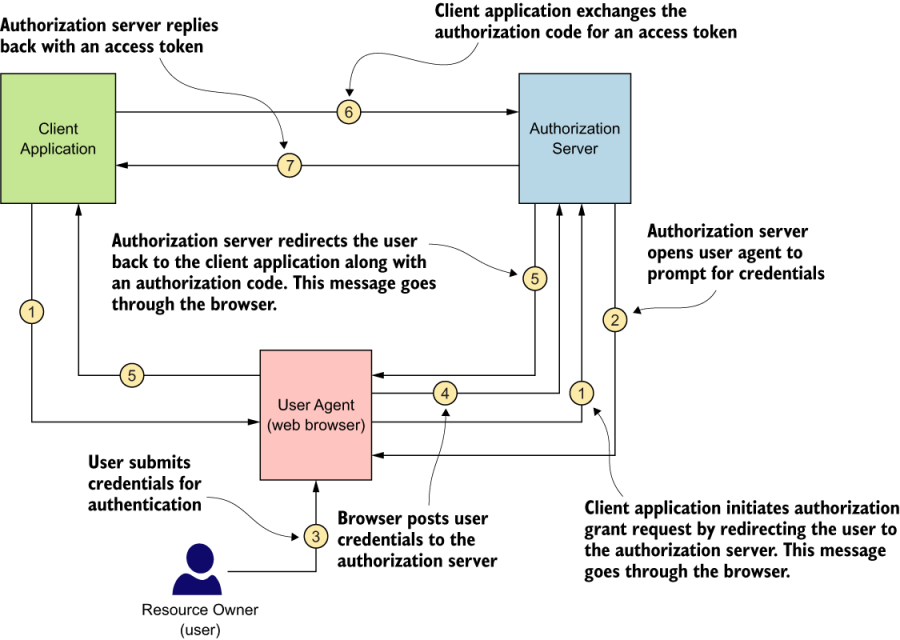 Authorization server replies
back with an access token
Client application exchanges the
authorization code for an access token
Client
Application
6
Authorization
Server
7
Authorization server redirects the user
back to the client application along with
an authorization code. This message goes
through the browser.
5
Authorization server
opens user agent to
prompt for credentials
1
2
5
User Agent
(web browser)
4
1
User submits
credentials for
authentication
3
Browser posts user
credentials to the
authorization server
Client application initiates authorization
grant request by redirecting the user to
the authorization server. This message
goes through the browser.
Resource Owner
(user)